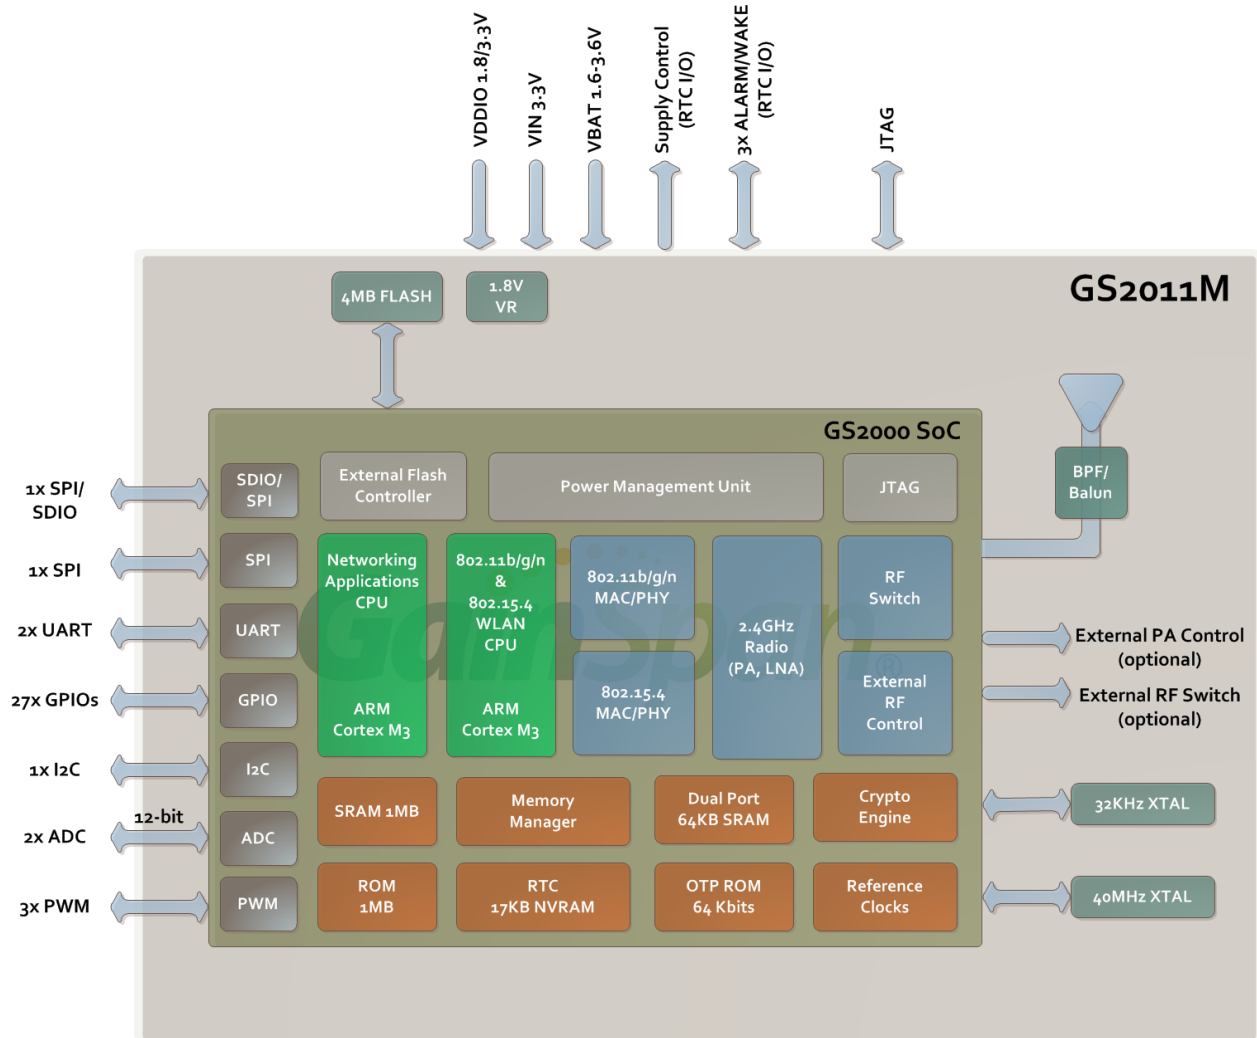 VDDIO 1.8/3.3V
VIN 3.3V
VBAT 1.6-3.6V
Supply Control
(RTC I/O)
3x ALARM/WAKE
(RTC I/O)
JTAG
GS2011M
4MB FLASH
1.8V
VR
GS2000 SoC
BPF/
Balun
1x SPI/
SDIO
1x SPI
2x UART
27x GPIOs
1x I2C
12-bit
2x ADC
3x PWM
SDIO/
SPI
SPI
UART
GPIO
I2C
ADC
PWM
External Flash
Controller
Power Management Unit
JTAG
Networking
Applications
CPU
ARM
Cortex M3
802.11b/g/n
&
802.15.4
WLAN
CPU
ARM
Cortex M3
802.11b/g/n
MAC/PHY
802.15.4
MAC/PHY
2.4GHz
Radio
(PA, LNA)
RF
Switch
External
RF
Control
GainSpan®
SRAM 1MB
Memory
Manager
Dual Port
64KB SRAM
Crypto
Engine
ROM
1MB
RTC
17KB NVRAM
OTP ROM
64 Kbits
Reference
Clocks
External PA Control
(optional)
External RF Switch
(optional)
32KHz XTAL
40MHz XTAL